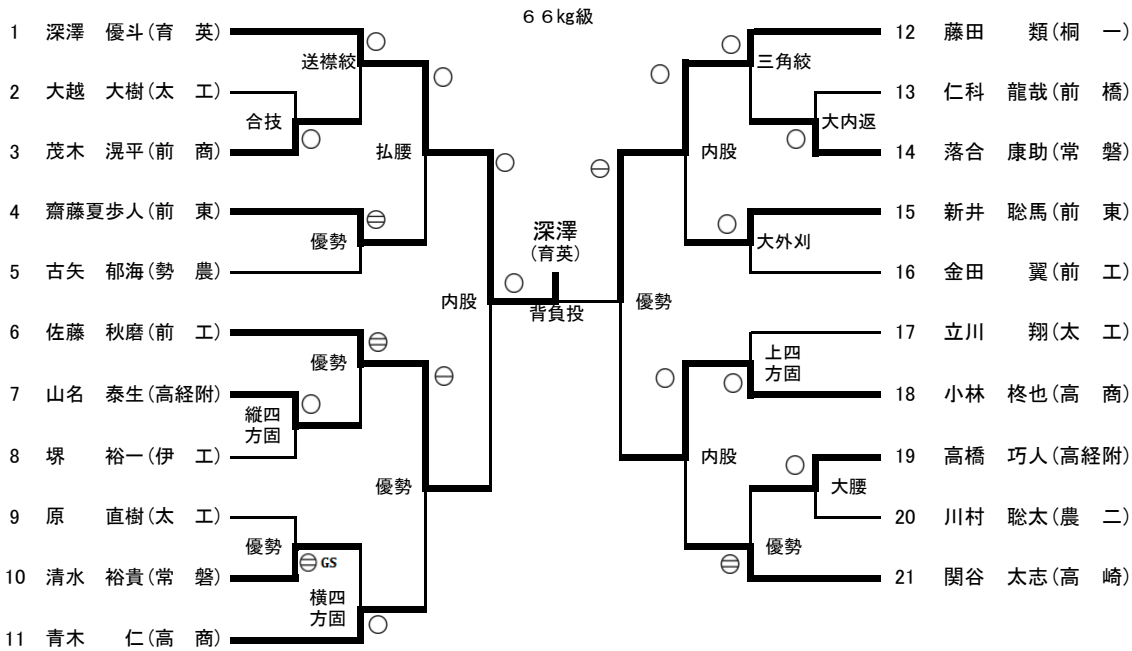 66kg級
1 深澤 優斗(育 英)
送襟絞
2 大越 大樹(太 工)
合技
3 茂木 滉平(前 商)
払腰
4 齋藤夏歩人(前 東)
優勢
5 古矢 郁海(勢 農)
内股
6 佐藤 秋磨(前 工)
優勢
7 山名 泰生(高経附)
縦四
方固
8 堺 裕一(伊 工)
優勢
9 原 直樹(太 工)
優勢
GS
10 清水 裕貴(常 磐)
横四
方固
11 青木 仁(高 商)
深澤
(育英)
背負投
12 藤田 類(桐 一)
三角絞
13 仁科 龍哉(前 橋)
大内返
14 落合 康助(常 磐)
内股
15 新井 聡馬(前 東)
大外刈
16 金田 翼(前 工)
優勢
17 立川 翔(太 工)
上四
方固
18 小林 柊也(高 商)
内股
19 高橋 巧人(高経附)
大腰
20 川村 聡太(農 二)
優勢
21 関谷 太志(高 崎)